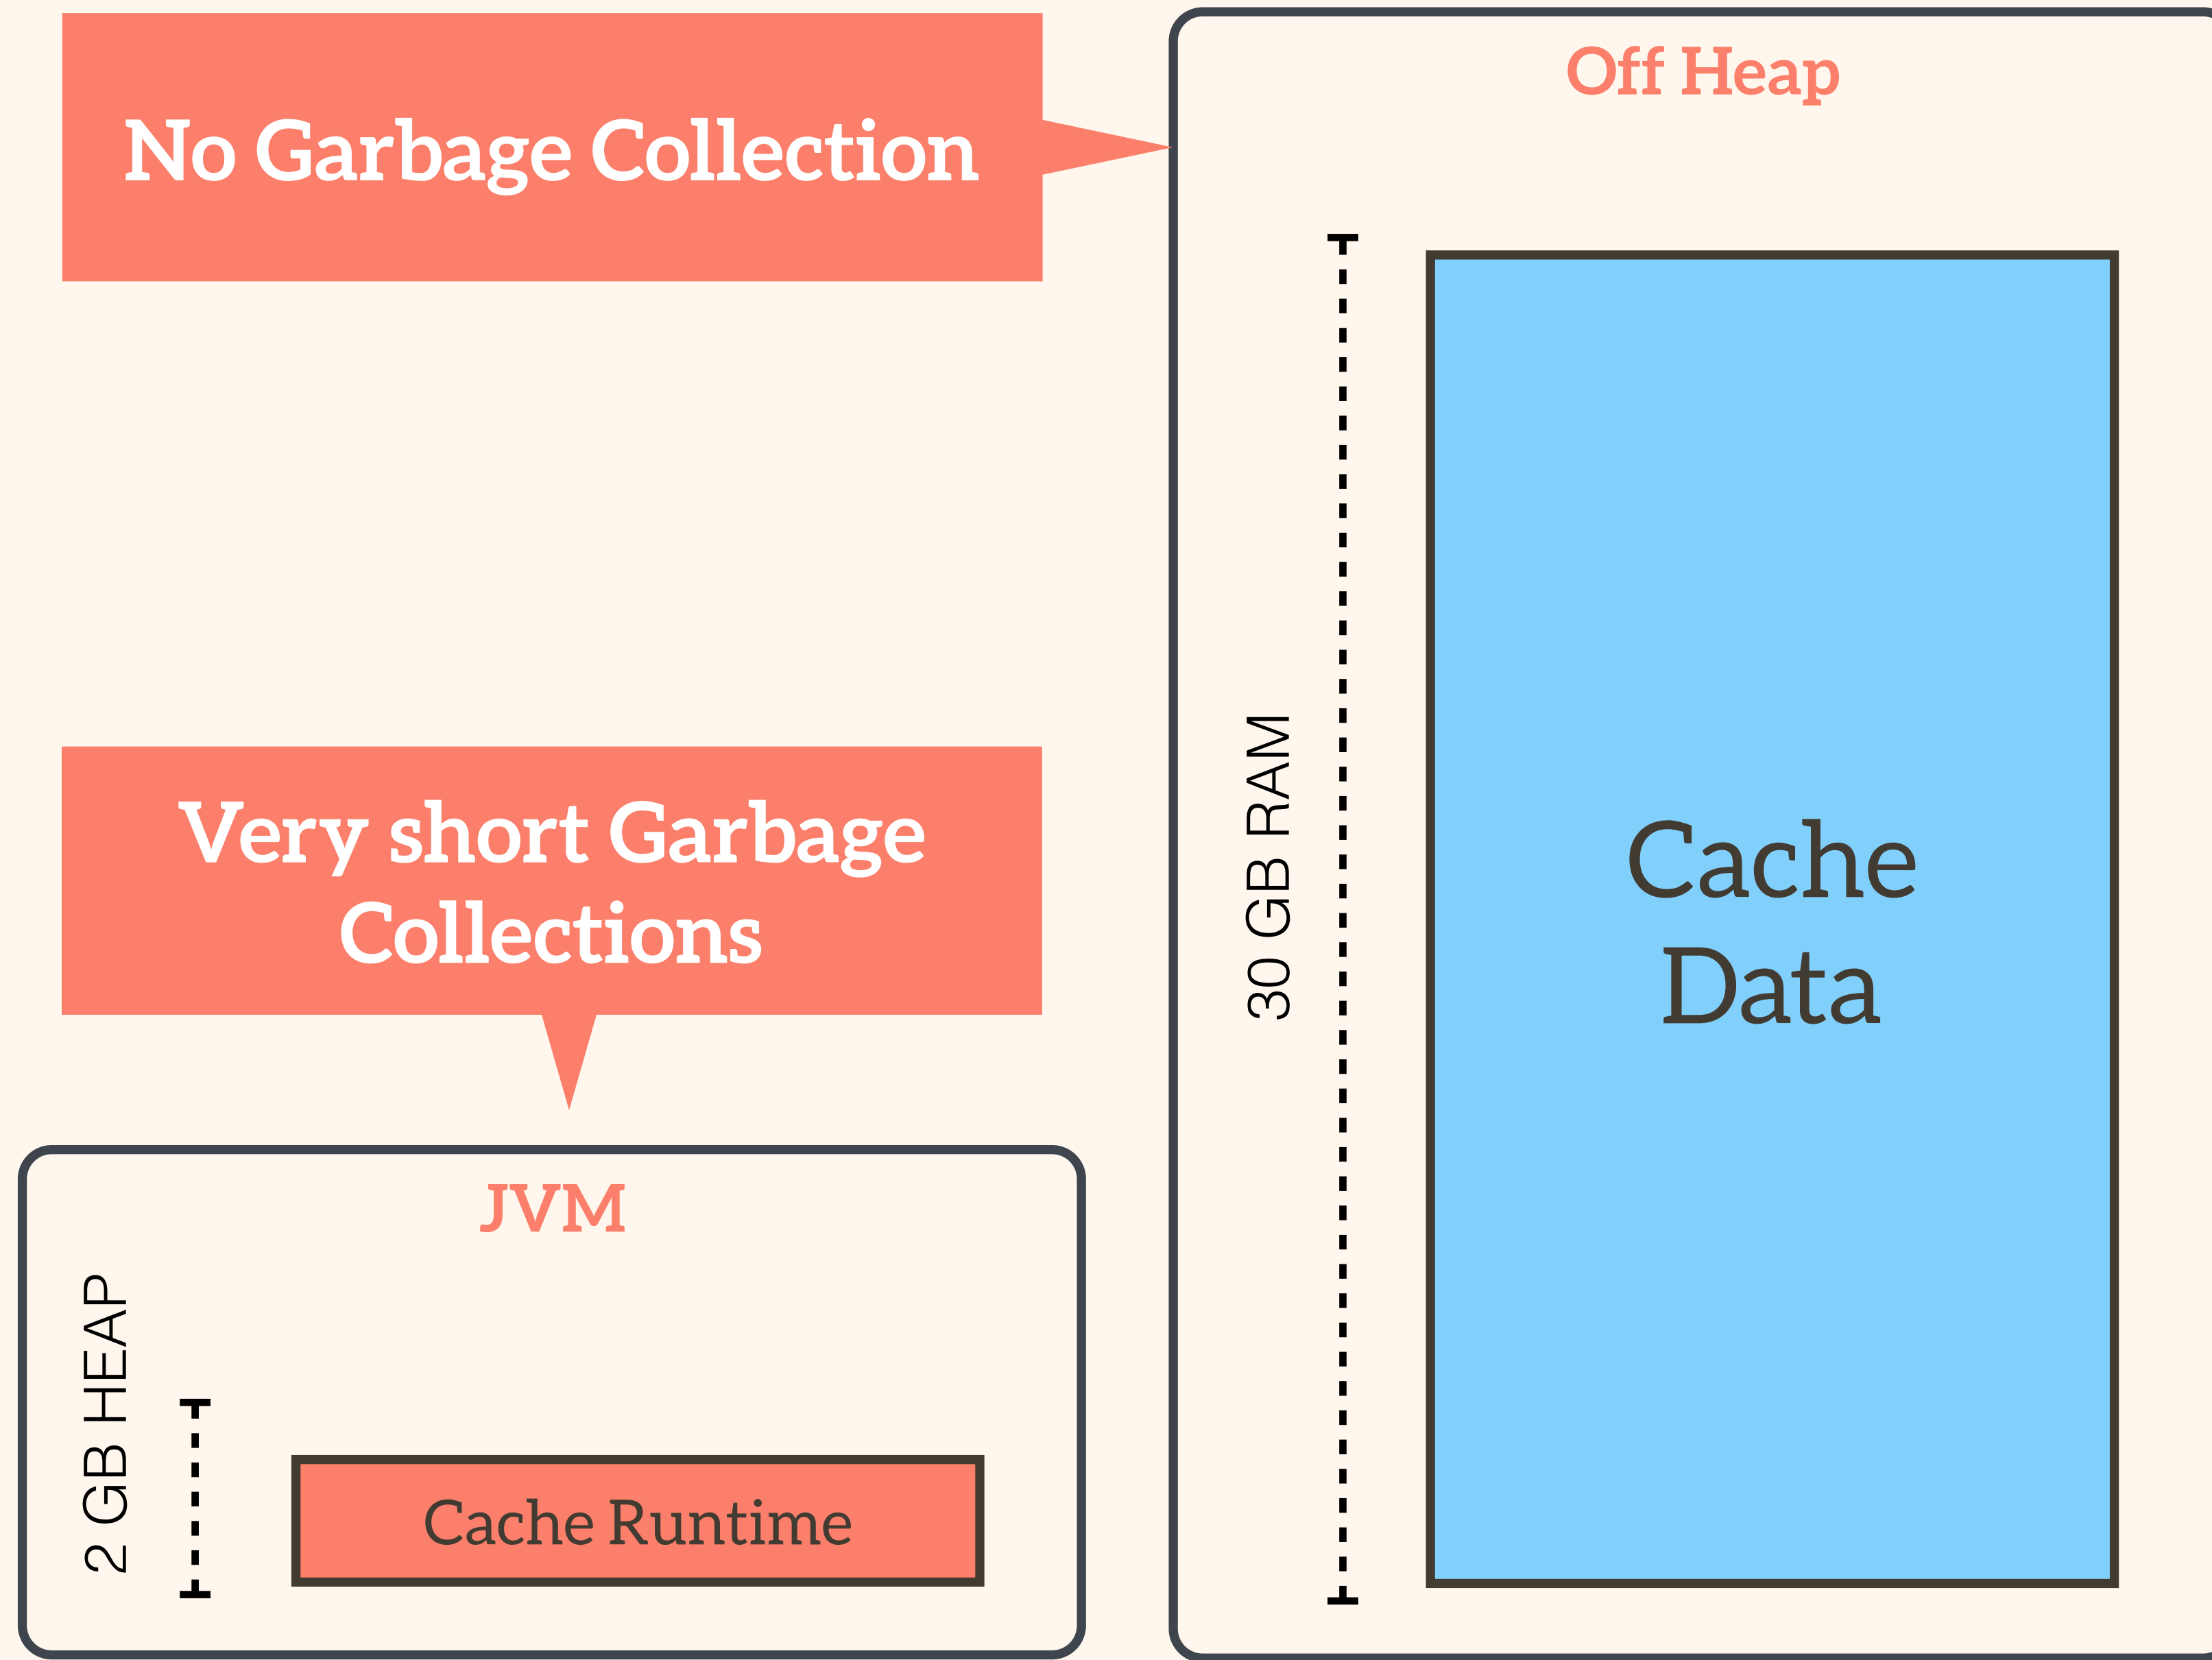 No Garbage Collection
Off Heap
30 GB RAM
Cache
Data
Very short Garbage
Collections
JVM
2 GB HEAP
Cache Runtime